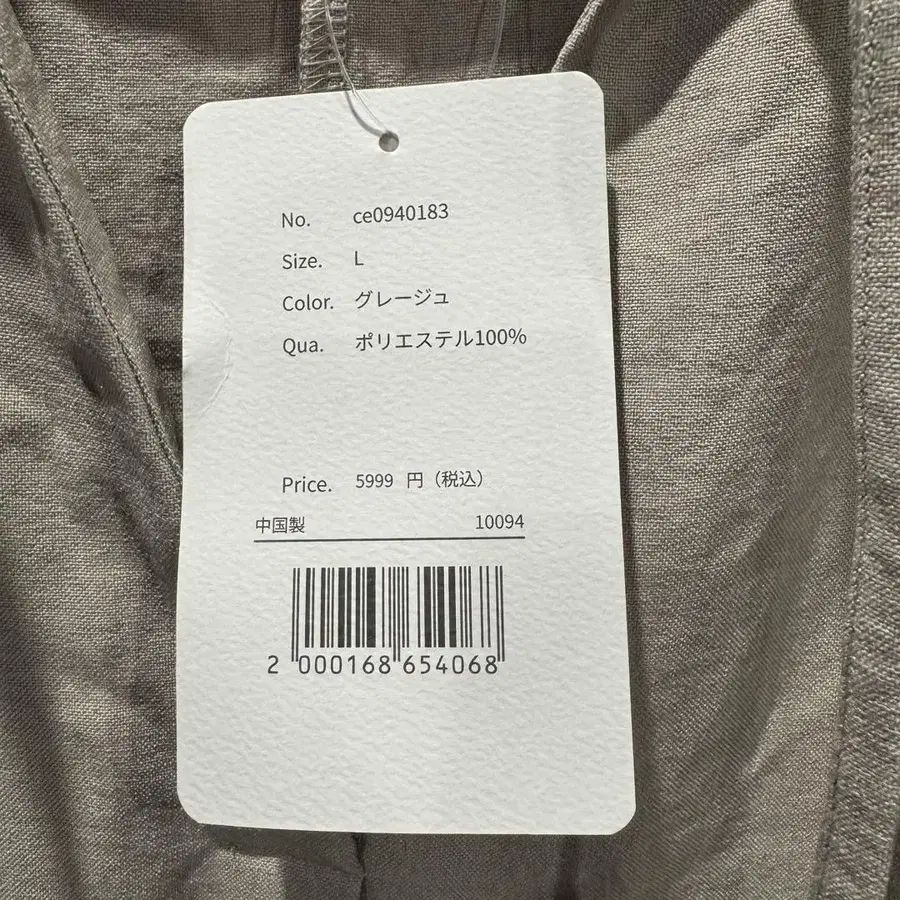 No. ce0940183
Size. L
Color. グレージュ
Qua. ポリエステル100%
Price. 5999 円（税込）
中国製 10094
2 000168 654068